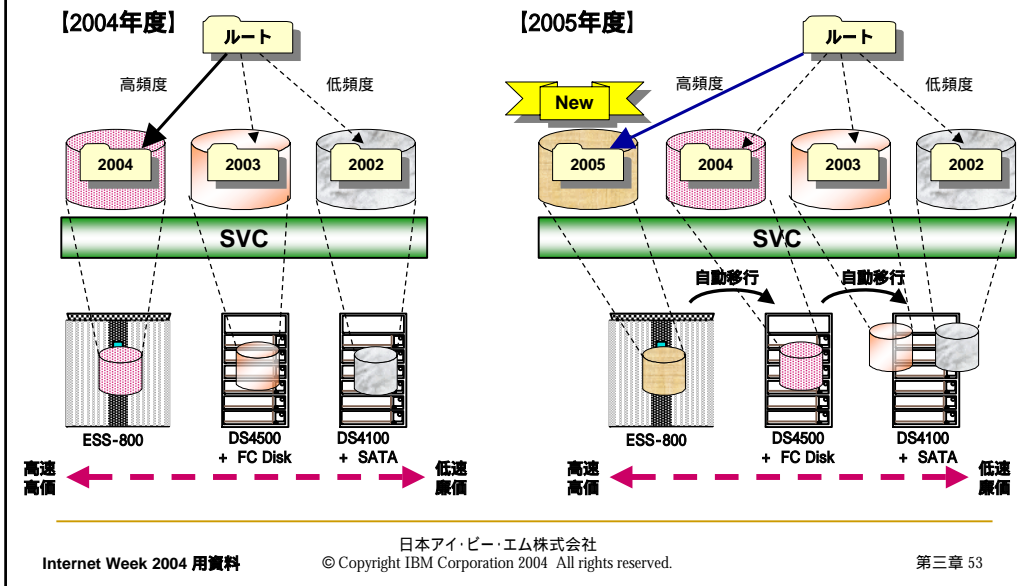 【2004年度】
ルート
高頻度
低頻度
2004
2003
2002
SVC
ESS-800
DS4500
+ FC Disk
DS4100
+ SATA
高速
高価
低速
廉価
【2005年度】
ルート
高頻度
低頻度
New
2005
2004
2003
2002
SVC
自動移行
自動移行
ESS-800
DS4500
+ FC Disk
DS4100
+ SATA
高速
高価
低速
廉価
Internet Week 2004 用資料
日本アイ・ビー・エム株式会社
© Copyright IBM Corporation 2004 All rights reserved.
第三章 53